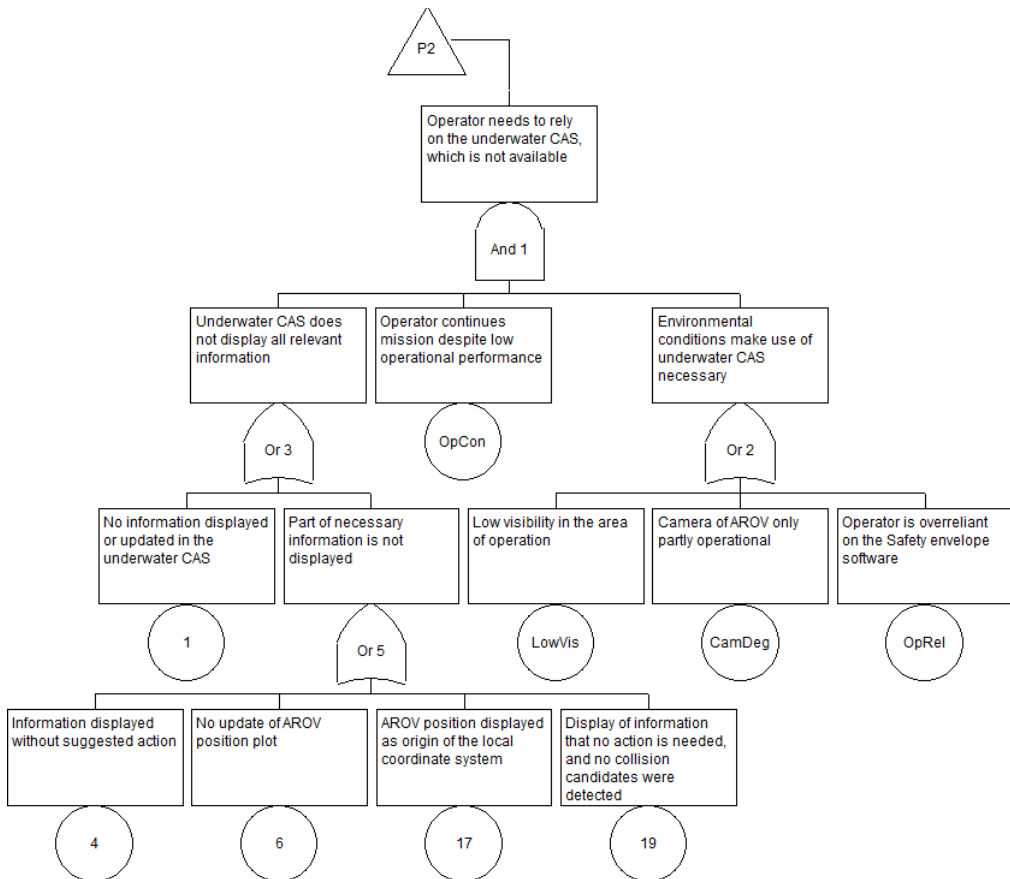 P2
Operator needs to rely
on the underwater CAS,
which is not available
And 1
Underwater CAS does
not display all relevant
information
Operator continues
mission despite low
operational performance
Environmental
conditions make use of
underwater CAS
necessary
Or 3
OpCon
Or 2
No information displayed
or updated in the
underwater CAS
Part of necessary
information is not
displayed
Low visibility in the area
of operation
Camera of AROV only
partly operational
Operator is overreliant
on the Safety envelope
software
1
Or 5
LowVis
CamDeg
OpRel
Information displayed
without suggested action
No update of AROV
position plot
AROV position displayed
as origin of the local
coordinate system
Display of information
that no action is needed,
and no collision
candidates were
detected
4
6
17
19